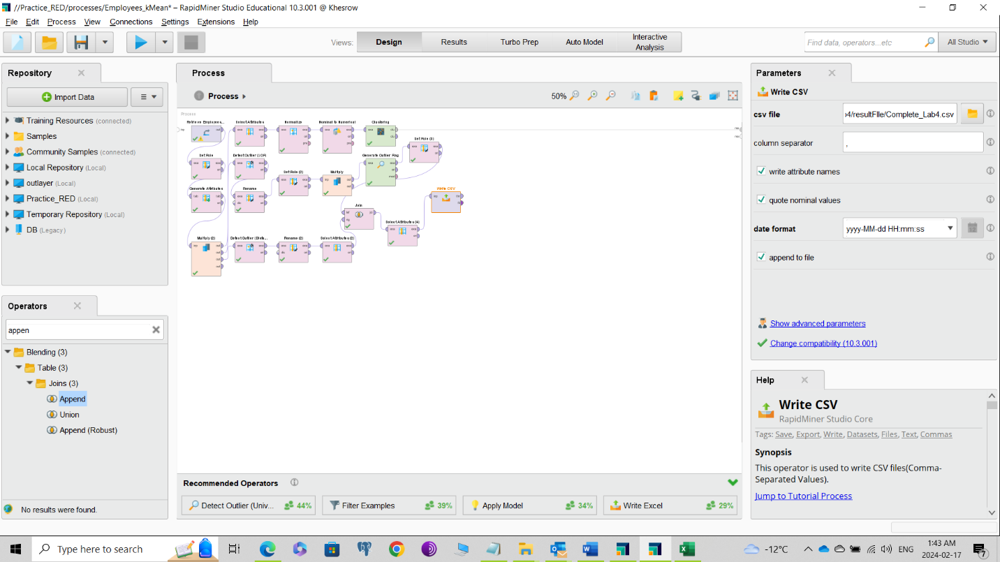 //Practice_RED/processes/Employees_kMean* – RapidMiner Studio Educational 10.3.001 @ Khesrow
File Edit Process View Connections Settings Extensions Help
Views: Design Results Turbo Prep Auto Model Interactive Analysis
Find data, operators...etc
All Studio
Repository
Import Data
Training Resources (connected)
Samples
Community Samples (connected)
Local Repository (Local)
outlayer (Local)
Practice_RED (Local)
Temporary Repository (Local)
DB (Legacy)
Operators
appen
Blending (3)
Table (3)
Joins (3)
Append
Union
Append (Robust)
No results were found.
Process
Process
50%
Process
Retrieve Employees... Select Attributes Normalize Nominal to Numerical Clustering
Set Role (3)
Set Role Detect Outlier (LOF) Generate Outlier Flag
Set Role (2) Multiply
Generate Attributes Rename Write CSV
Join
Select Attributes (4)
Multiply (2) Detect Outlier (Dista... Rename (2) Select Attributes (2)
Recommended Operators
Detect Outlier (Univ... 44%
Filter Examples 39%
Apply Model 34%
Write Excel 29%
Parameters
Write CSV
csv file
o4/resultFIle/Complete_Lab4.csv
column separator
,
write attribute names
quote nominal values
date format
yyyy-MM-dd HH:mm:ss
append to file
Show advanced parameters
Change compatibility (10.3.001)
Help
Write CSV
RapidMiner Studio Core
Tags: Save, Export, Write, Datasets, Files, Text, Commas
Synopsis
This operator is used to write CSV files(Comma-
Separated Values).
Jump to Tutorial Process
Type here to search
-12°C
ENG
1:43 AM
2024-02-17
7